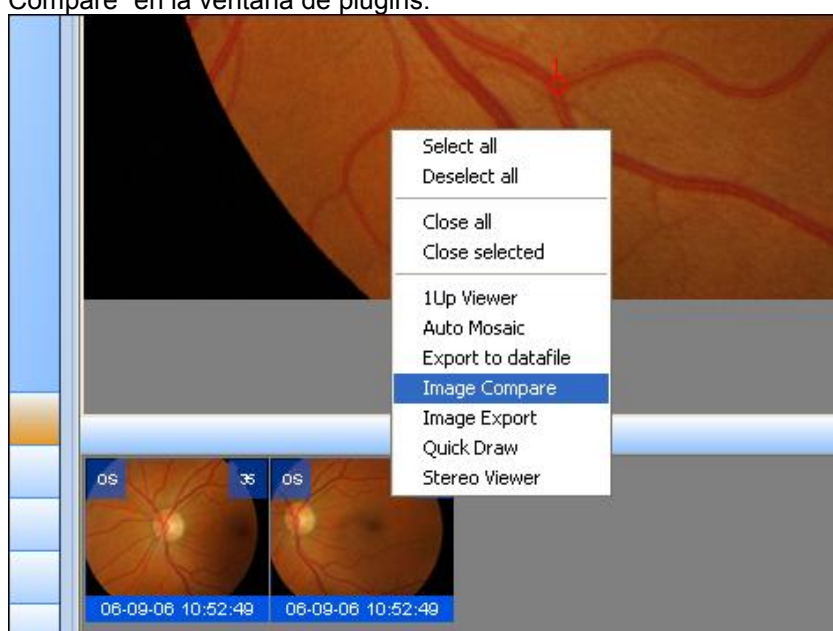 Compare" en la ventana de plugins.
1
Select all
Deselect all
Close all
Close selected
1Up Viewer
Auto Mosaic
Export to datafile
Image Compare
Image Export
Quick Draw
Stereo Viewer
OS 35 OS
06-09-06 10:52:49 06-09-06 10:52:49